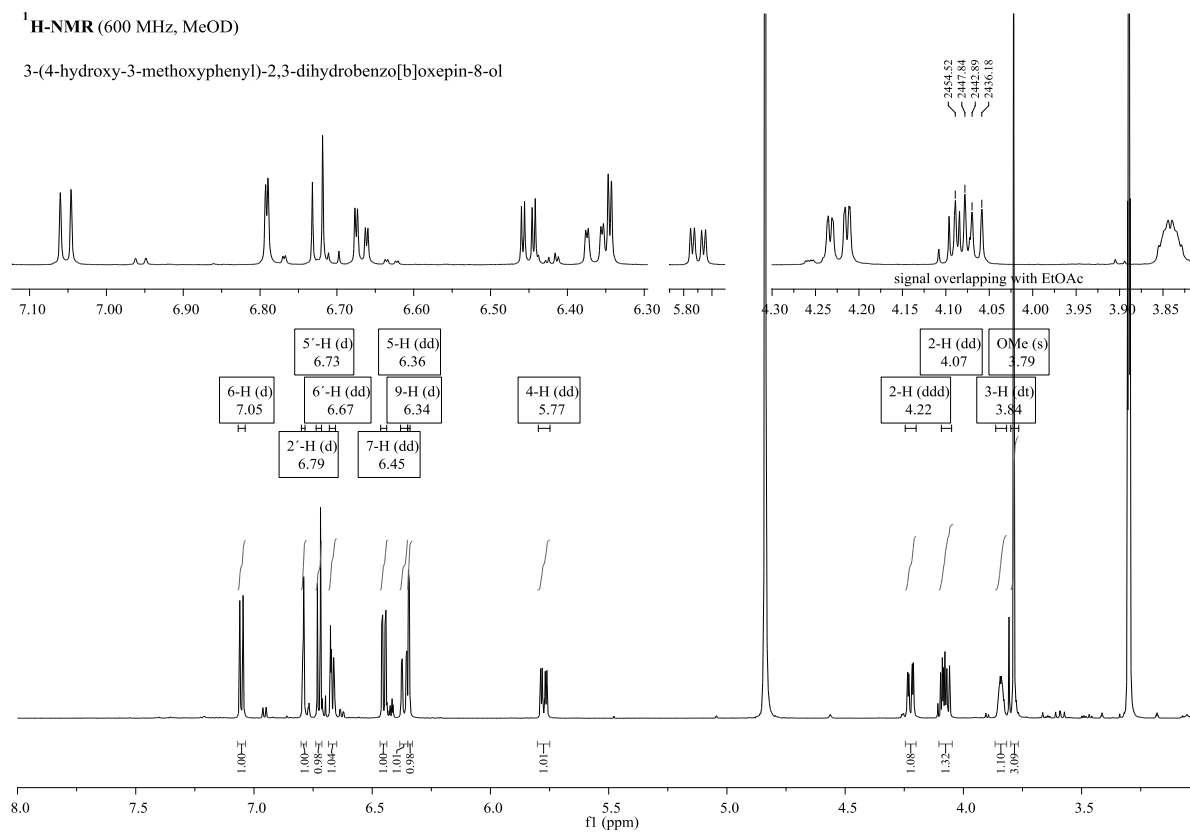 1H-NMR (600 MHz, MeOD)
3-(4-hydroxy-3-methoxyphenyl)-2,3-dihydrobenzo[b]oxepin-8-ol
2454.52
2447.84
2442.89
2436.18
signal overlapping with EtOAc
7.10 7.00 6.90 6.80 6.70 6.60 6.50 6.40 6.30 5.80 4.30 4.25 4.20 4.15 4.10 4.05 4.00 3.95 3.90 3.85
5´-H (d) 5-H (dd) 2-H (dd) OMe (s)
6.73 6.36 4.07 3.79
6-H (d) 6´-H (dd) 9-H (d) 4-H (dd) 2-H (ddd) 3-H (dt)
7.05 6.67 6.34 5.77 4.22 3.84
2´-H (d) 7-H (dd)
6.79 6.45
1.00 1.00 0.98 1.04 1.00 1.01 0.98 1.01 1.08 1.32 1.10 3.09
8.0 7.5 7.0 6.5 6.0 5.5 5.0 4.5 4.0 3.5
f1 (ppm)